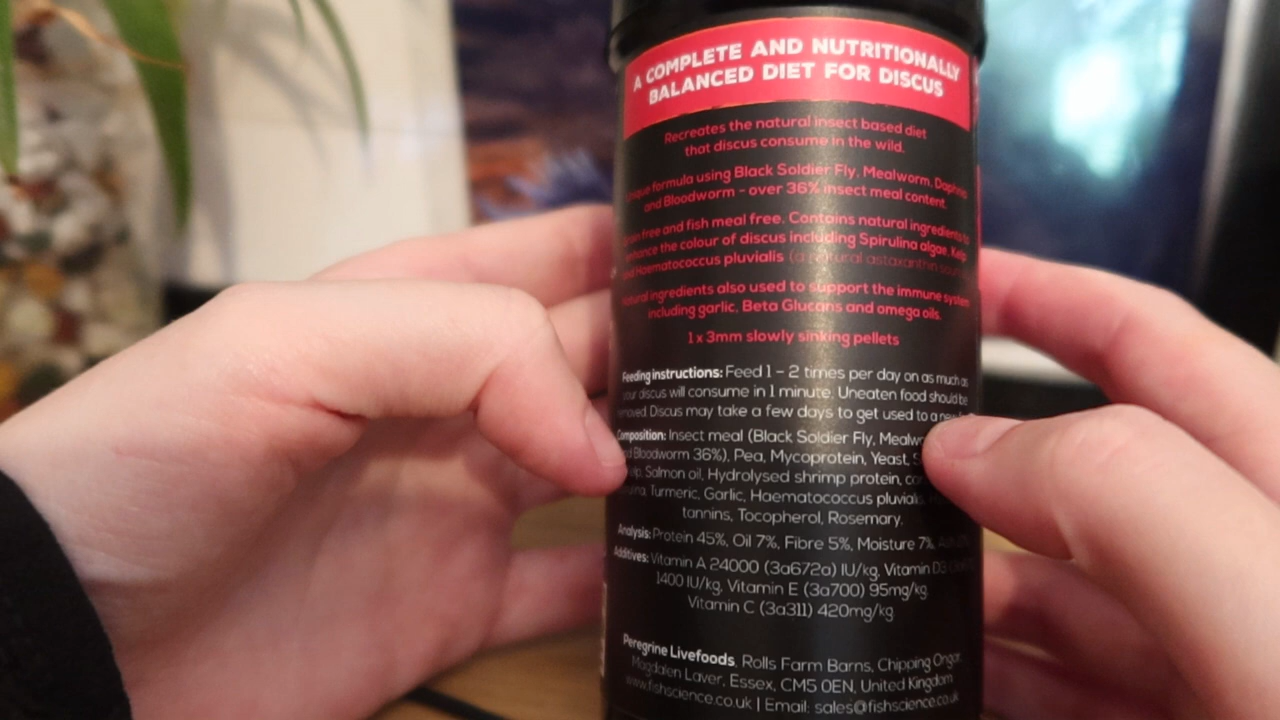 A COMPLETE AND NUTRITIONALLY
BALANCED DIET FOR DISCUS
Recreates the natural insect based diet
that discus consume in the wild.
formula using Black Soldier Fly, Mealworm, Daphnia
and Bloodworm - over 36% insect meal content.
free and fish meal free. Contains natural ingredients to
enhance the colour of discus including Spirulina algae, Kelp
and Haematococcus pluvialis (a natural astaxanthin
Natural ingredients also used to support the immune system
including garlic, Beta Glucans and omega oils.
1 x 3mm slowly sinking pellets
Feeding instructions: Feed 1 - 2 times per day on as much as
your discus will consume in 1 minute. Uneaten food should be
removed. Discus may take a few days to get used to a
Composition: Insect meal (Black Soldier Fly,
Bloodworm 36%), Pea, Mycoprotein, Yeast,
Salmon oil, Hydrolysed shrimp protein,
Turmeric, Garlic, Haematococcus
tannins, Tocopherol, Rosemary.
Analysis: Protein 45%, Oil 7%, Fibre 5%, Moisture 7%,
Additives: Vitamin A 24000 (3a672a) IU/kg, Vitamin D3
1400 IU/kg, Vitamin E (3a700) 95mg/kg,
Vitamin C (3a311) 420mg/kg
Peregrine Livefoods, Rolls Farm Barns, Chipping Ongar,
Magdalen Laver, Essex, CM5 0EN, United Kingdom
www.fishscience.co.uk | Email: sales@fishscience.co.uk